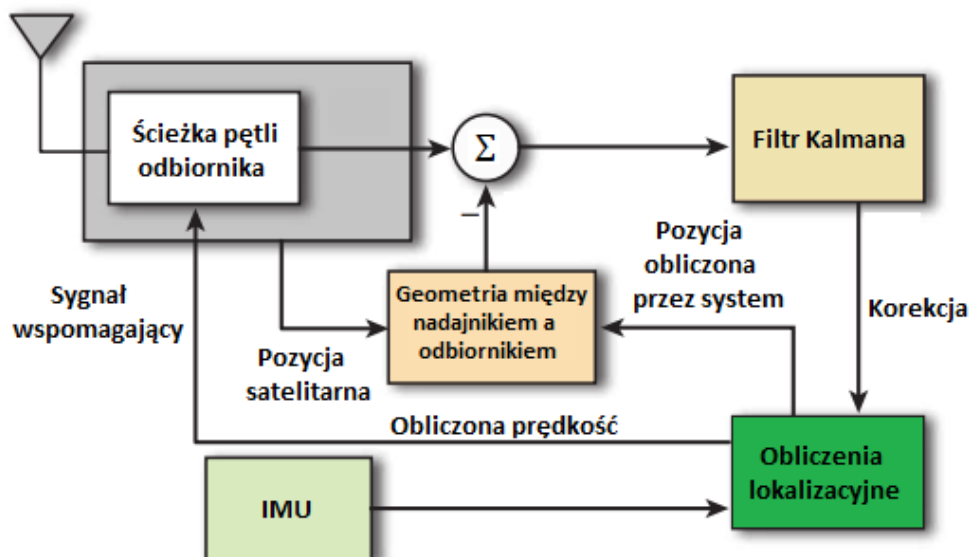 Ścieżka pętli
odbiornika
Σ
–
Filtr Kalmana
Sygnał
wspomagający
Pozycja
satelitarna
Geometria między
nadajnikiem a
odbiornikiem
Pozycja
obliczona
przez system
Korekcja
Obliczona prędkość
Obliczenia
lokalizacyjne
IMU